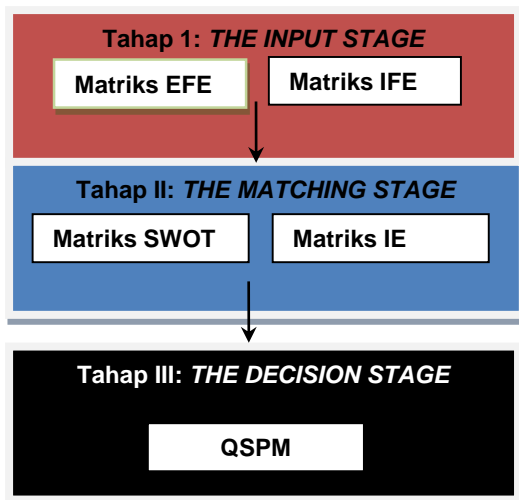 Tahap 1: THE INPUT STAGE
Matriks EFE
Matriks IFE
Tahap II: THE MATCHING STAGE
Matriks SWOT
Matriks IE
Tahap III: THE DECISION STAGE
QSPM